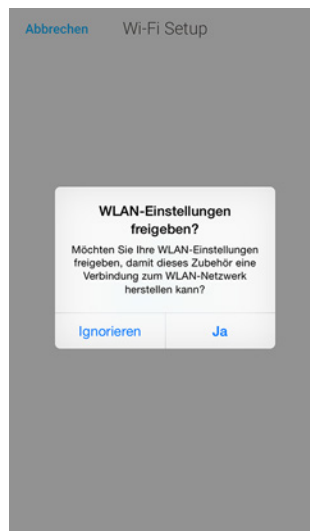 Abbrechen Wi-Fi Setup
WLAN-Einstellungen
freigeben?
Möchten Sie Ihre WLAN-Einstellungen
freigeben, damit dieses Zubehör eine
Verbindung zum WLAN-Netzwerk
herstellen kann?
Ignorieren Ja